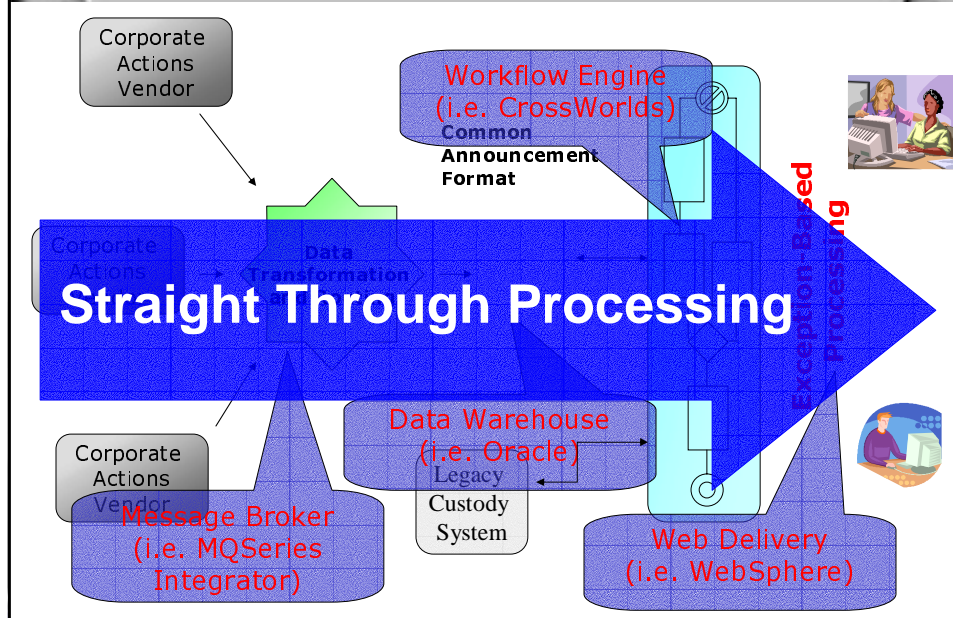 Corporate
Actions
Vendor
Workflow Engine
(i.e. CrossWorlds)
Common
Announcement
Format
Corporate
Actions
Data
Transformation
Straight Through Processing
Exception-Based
Processing
Data Warehouse
(i.e. Oracle)
Legacy
Custody
System
Corporate
Actions
Vendor
Message Broker
(i.e. MQSeries
Integrator)
Web Delivery
(i.e. WebSphere)